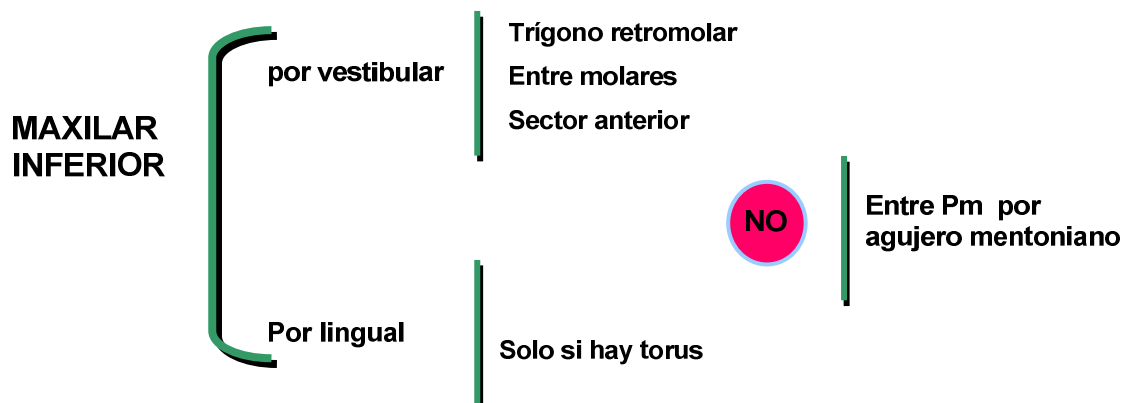 MAXILAR
INFERIOR
por vestibular
Trígono retromolar
Entre molares
Sector anterior
NO
Entre Pm por
agujero mentoniano
Por lingual
Solo si hay torus